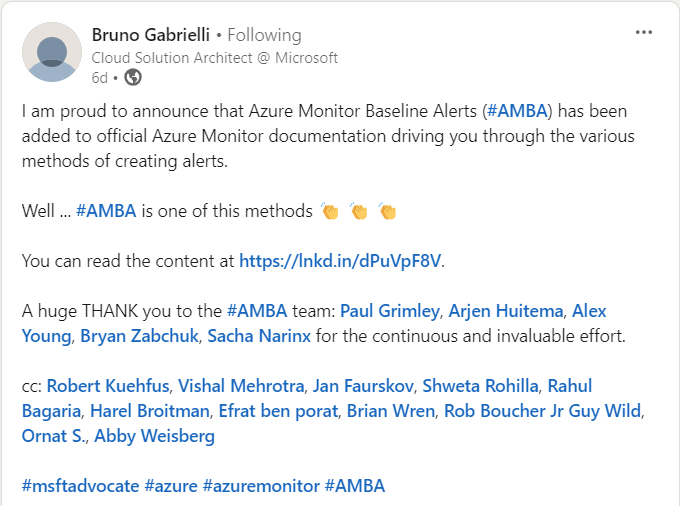 Bruno Gabrielli • Following
Cloud Solution Architect @ Microsoft
6d •
I am proud to announce that Azure Monitor Baseline Alerts (#AMBA) has been
added to official Azure Monitor documentation driving you through the various
methods of creating alerts.
Well ... #AMBA is one of this methods 👏 👏 👏
You can read the content at https://lnkd.in/dPuVpF8V.
A huge THANK you to the #AMBA team: Paul Grimley, Arjen Huitema, Alex
Young, Bryan Zabchuk, Sacha Narinx for the continuous and invaluable effort.
cc: Robert Kuehfus, Vishal Mehrotra, Jan Faurskov, Shweta Rohilla, Rahul
Bagaria, Harel Broitman, Efrat ben porat, Brian Wren, Rob Boucher Jr Guy Wild,
Ornat S., Abby Weisberg
#msftadvocate #azure #azuremonitor #AMBA